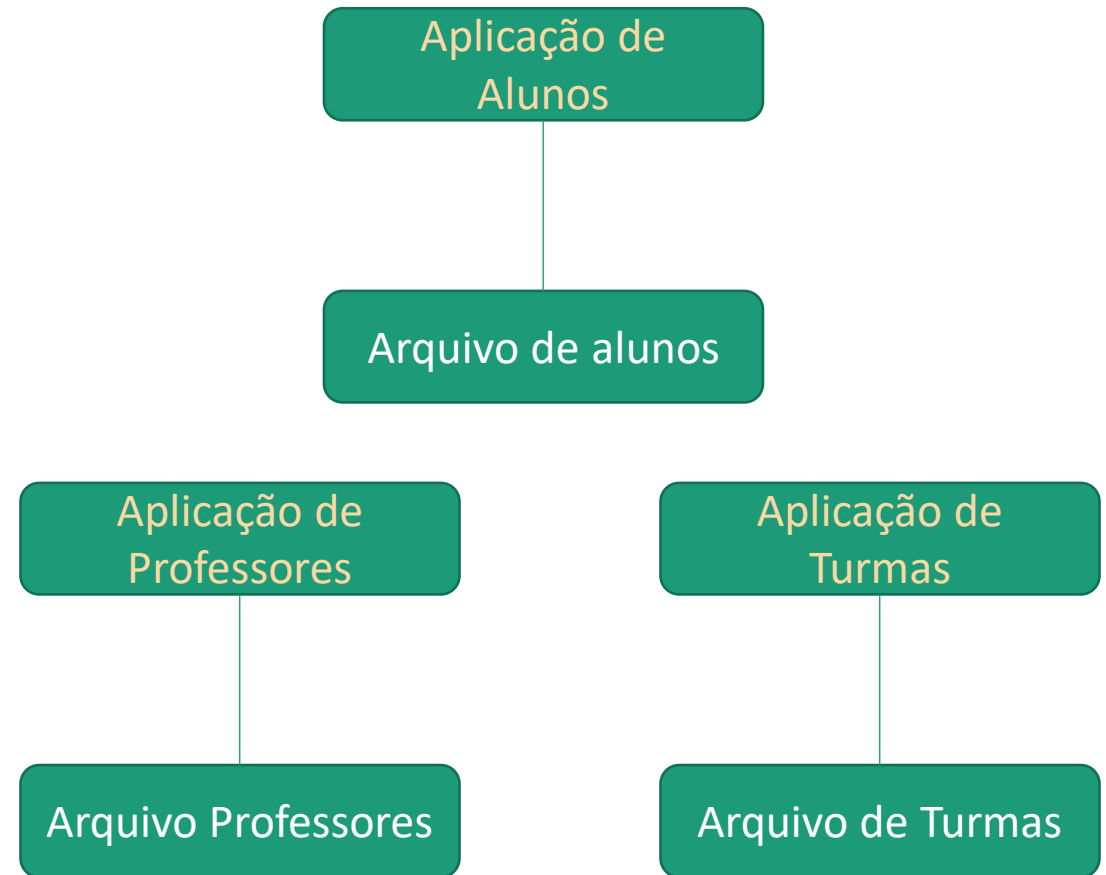 Aplicação de
Alunos
Arquivo de alunos
Aplicação de
Professores
Aplicação de
Turmas
Arquivo Professores
Arquivo de Turmas